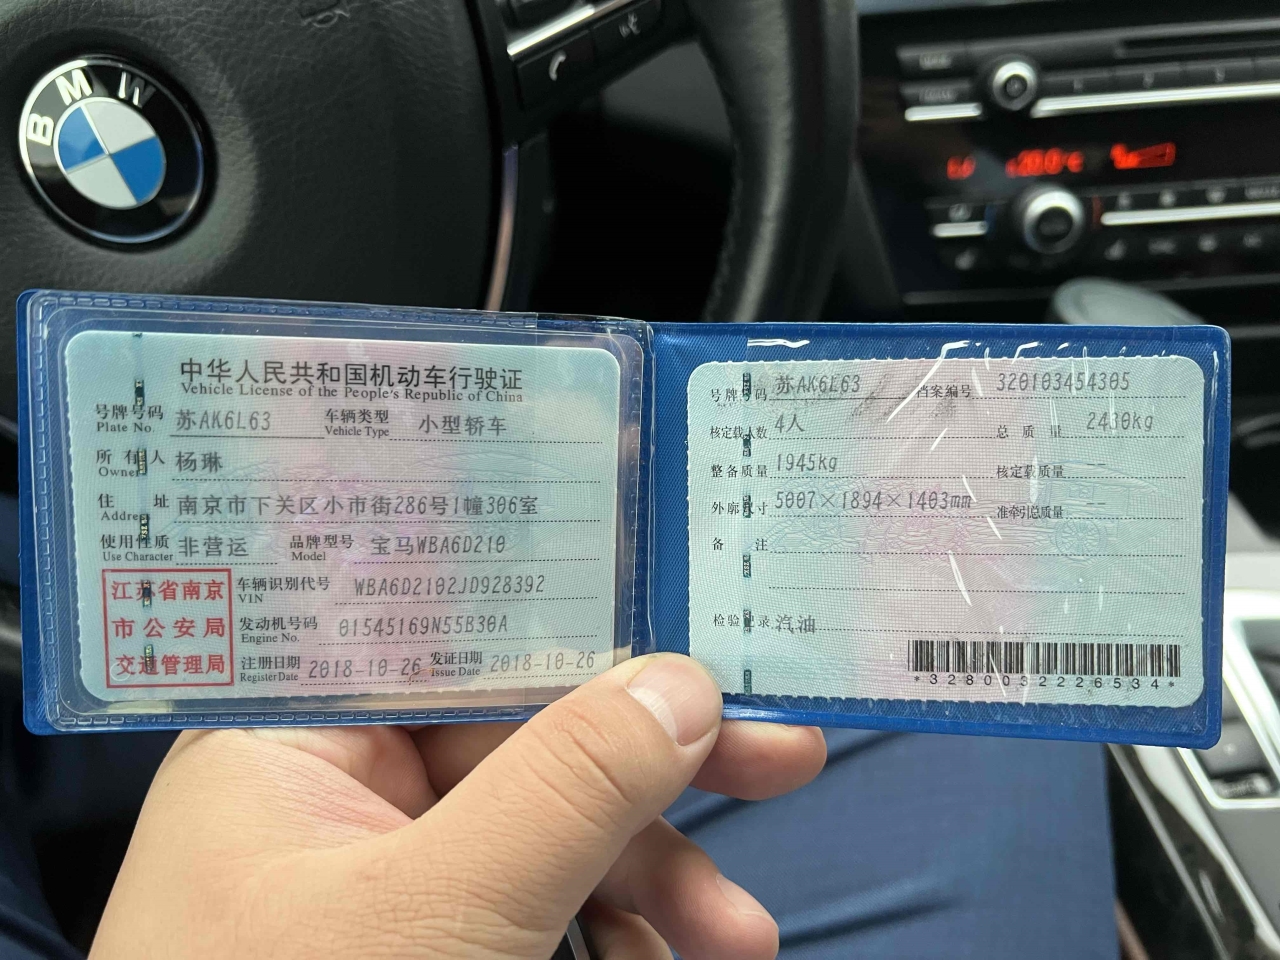 BMW
20.0°C
中华人民共和国机动车行驶证
Vehicle License of the People's Republic of China
号牌号码 苏AK6L63 车辆类型 小型轿车
Plate No. Vehicle Type
所有人 杨琳
Owner
住址 南京市下关区小市街286号1幢306室
Address
使用性质 非营运 品牌型号 宝马WBA6D210
Use Character Model
江苏省南京
市公安局
交通管理局
车辆识别代号 WBA6D2102JD928392
VIN
发动机号码 01545169N55B30A
Engine No.
注册日期 2018-10-26 发证日期 2018-10-26
Register Date Issue Date
号牌号码 苏AK6L63 档案编号 320103454305
核定载人数 4人 总质量 2430kg
整备质量 1945kg 核定载质量 --
外廓尺寸 5007×1894×1403mm 准牵引总质量 --
备注
检验记录 汽油
*3280032226534*